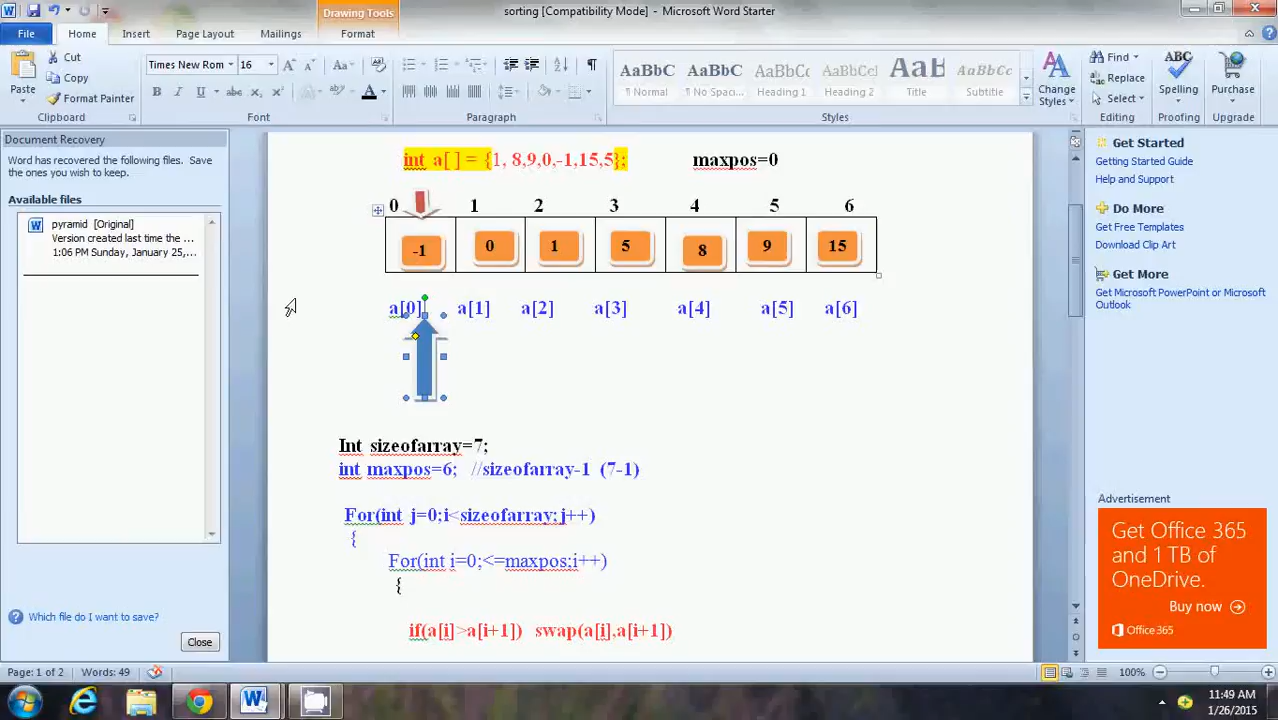 Drawing Tools
sorting [Compatibility Mode] - Microsoft Word Starter
File Home Insert Page Layout Mailings Format
Paste
Cut
Copy
Format Painter
Clipboard
Times New Rom 16
Font
Paragraph
AaBbC AaBbC AaBbC AaBbC AaBb AaBbC
¶ Normal ¶ No Spaci... Heading 1 Heading 2 Title Subtitle
Change Styles
Styles
Find
Replace
Select
Editing
Spelling
Proofing
Purchase
Upgrade
Document Recovery
Word has recovered the following files. Save the ones you wish to keep.
Available files
pyramid [Original]
Version created last time the ...
1:06 PM Sunday, January 25,...
Which file do I want to save?
Close
int a[ ] = {1, 8,9,0,-1,15,5}; maxpos=0
0 1 2 3 4 5 6
-1 0 1 5 8 9 15
a[0] a[1] a[2] a[3] a[4] a[5] a[6]
Int sizeofarray=7;
int maxpos=6; //sizeofarray-1 (7-1)
For(int j=0;i<sizeofarray;j++)
{
For(int i=0;<=maxpos;i++)
{
if(a[i]>a[i+1]) swap(a[i],a[i+1])
Get Started
Getting Started Guide
Help and Support
Do More
Get Free Templates
Download Clip Art
Get More
Get Microsoft PowerPoint or Microsoft Outlook
Advertisement
Get Office 365
and 1 TB of
OneDrive.
Buy now
Office 365
Page: 1 of 2 Words: 49 100%
11:49 AM
1/26/2015